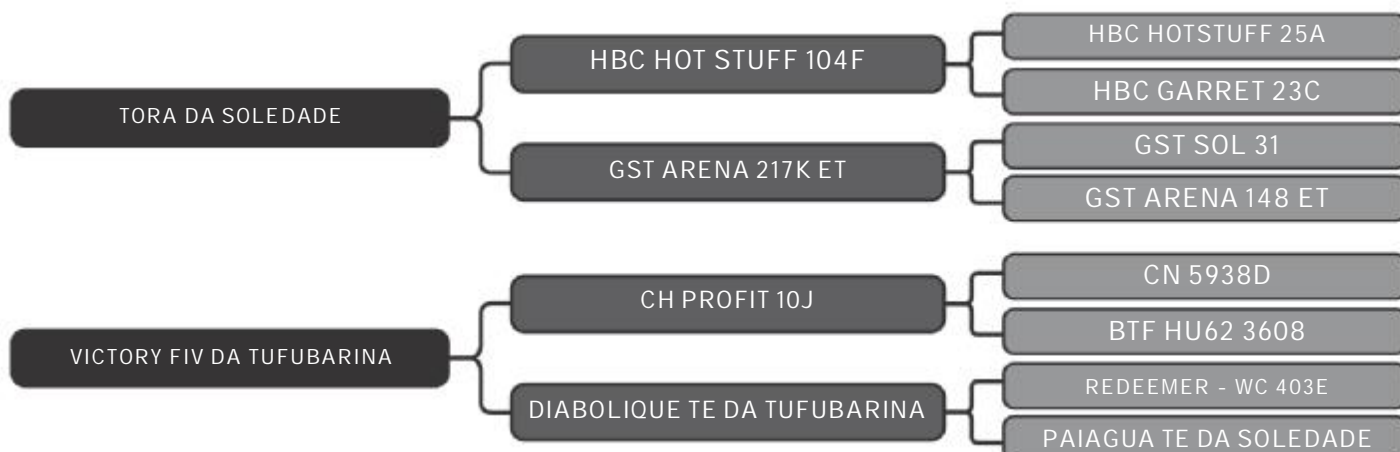 HBC HOTSTUFF 25A
HBC HOT STUFF 104F
HBC GARRET 23C
TORA DA SOLEDADE
GST SOL 31
GST ARENA 217K ET
GST ARENA 148 ET
CN 5938D
CH PROFIT 10J
BTF HU62 3608
VICTORY FIV DA TUFUBARINA
REDEEMER - WC 403E
DIABOLIQUE TE DA TUFUBARINA
PAIAGUA TE DA SOLEDADE